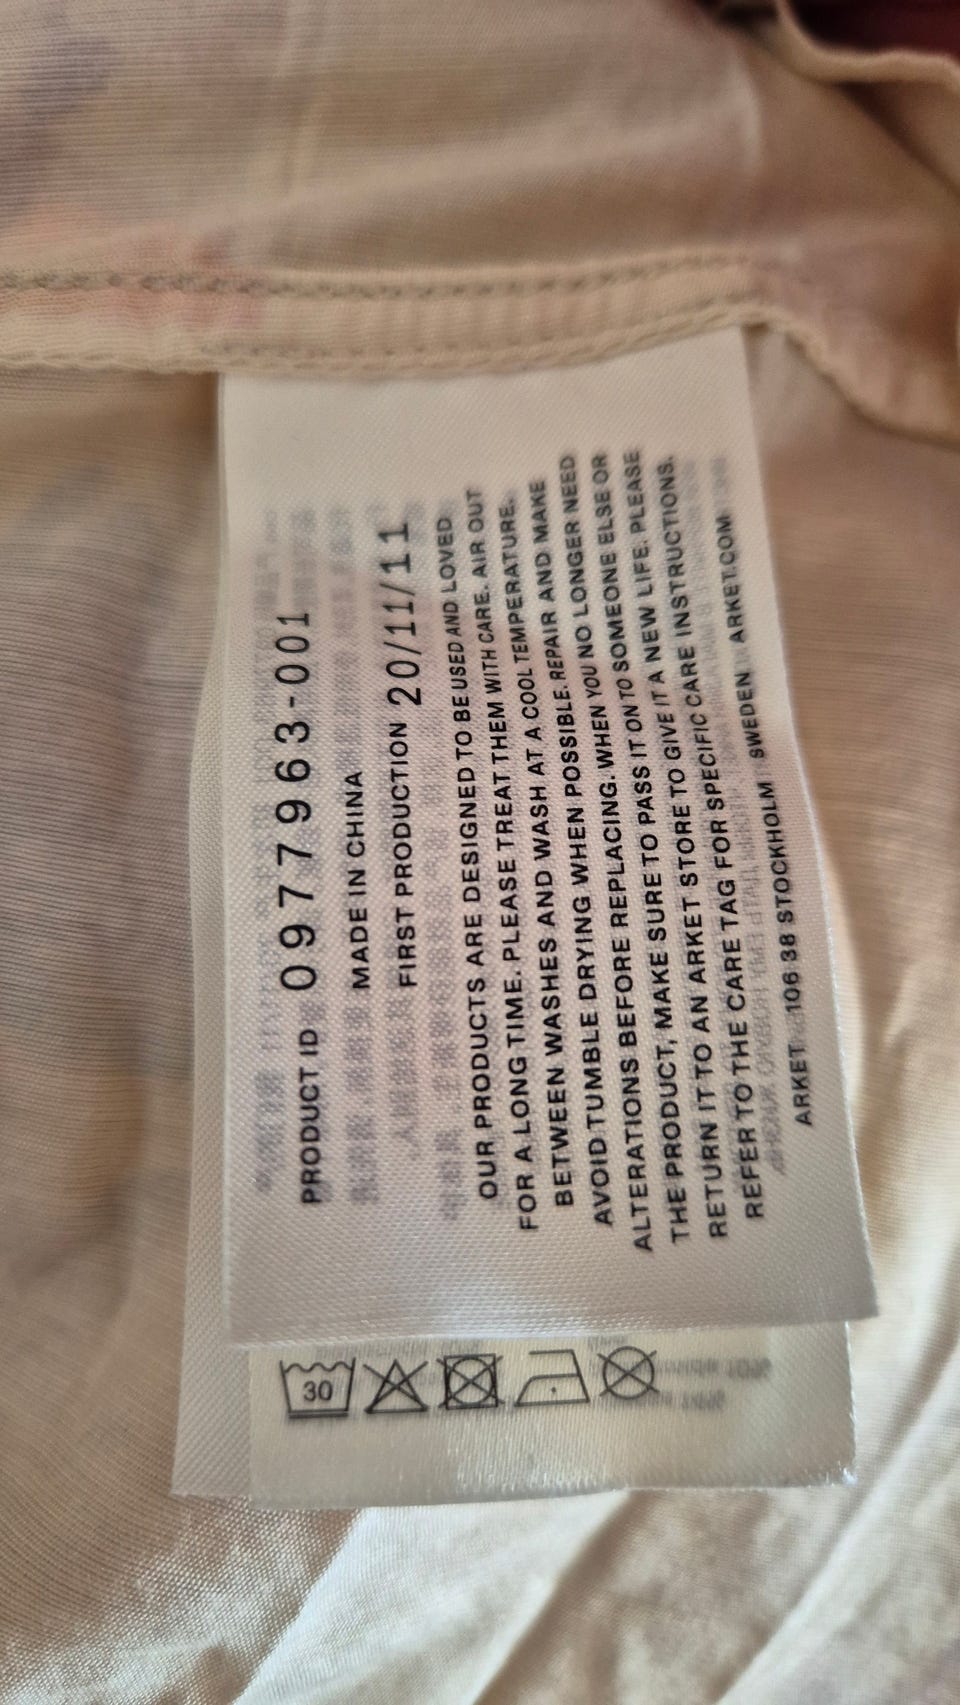 PRODUCT ID 0977963-001
MADE IN CHINA
FIRST PRODUCTION 20/11/11
OUR PRODUCTS ARE DESIGNED TO BE USED AND LOVED
FOR A LONG TIME. PLEASE TREAT THEM WITH CARE. AIR OUT
BETWEEN WASHES AND WASH AT A COOL TEMPERATURE.
AVOID TUMBLE DRYING WHEN POSSIBLE. REPAIR AND MAKE
ALTERATIONS BEFORE REPLACING. WHEN YOU NO LONGER NEED
THE PRODUCT, MAKE SURE TO PASS IT ON TO SOMEONE ELSE OR
RETURN IT TO AN ARKET STORE TO GIVE IT A NEW LIFE. PLEASE
REFER TO THE CARE TAG FOR SPECIFIC CARE INSTRUCTIONS.
ARKET 106 38 STOCKHOLM SWEDEN ARKET.COM
30